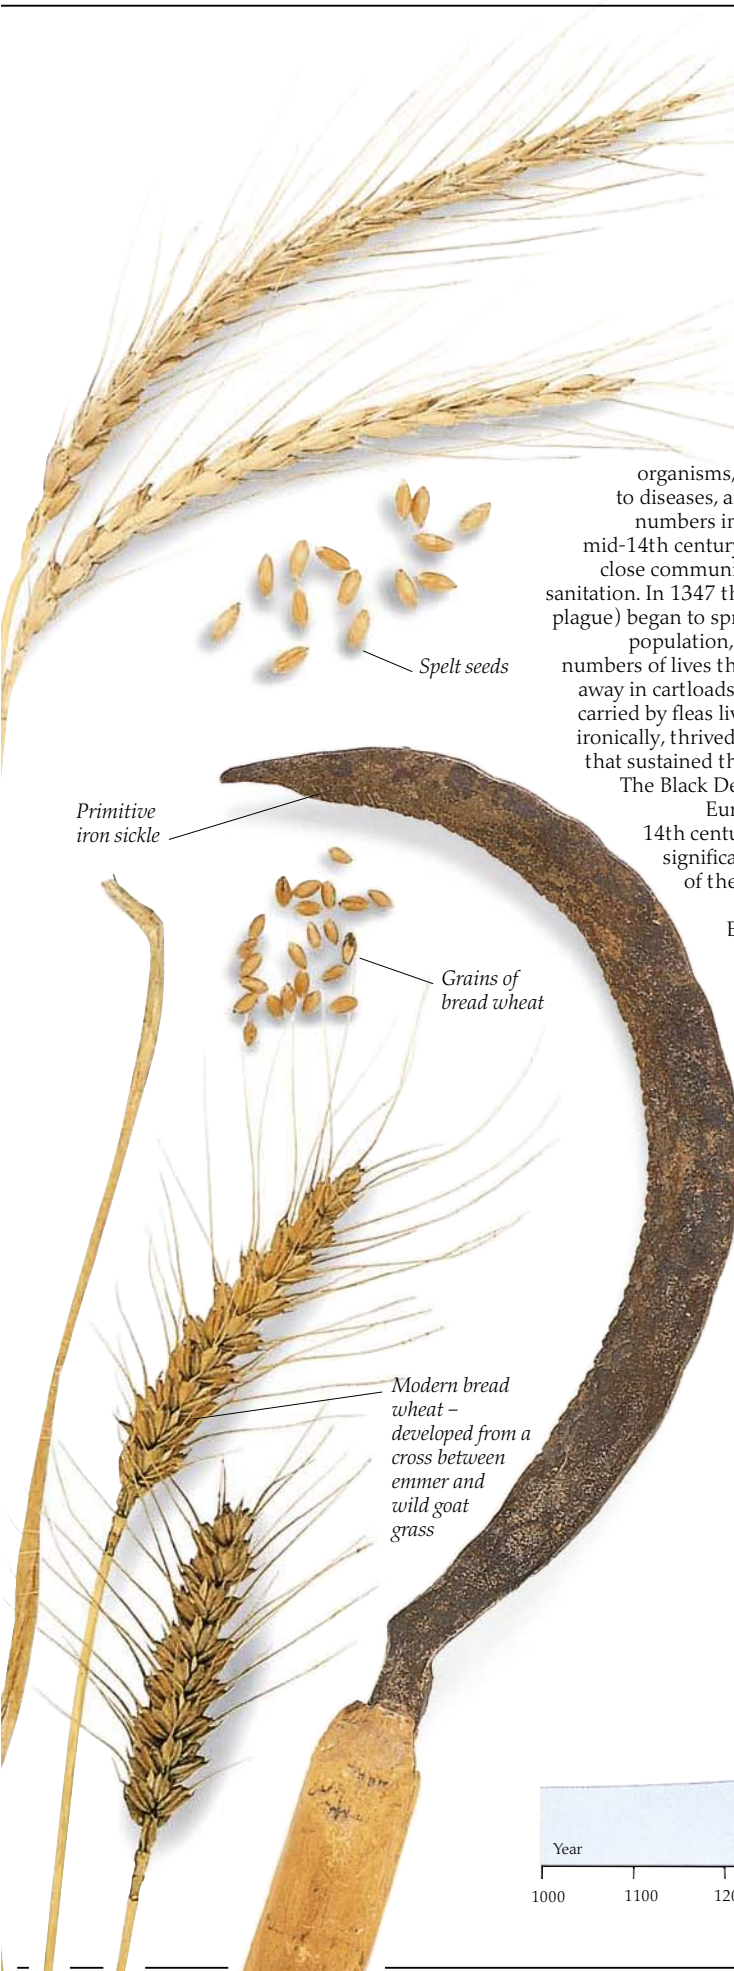 organisms,
to diseases, a
numbers in
mid-14th century
close commun
sanitation. In 1347 th
plague) began to spr
population,
numbers of lives th
away in cartloads
carried by fleas liv
ironically, thrived
that sustained th
The Black De
Eur
14th centu
significa
of the
E
Spelt seeds
Primitive
iron sickle
Grains of
bread wheat
Modern bread
wheat –
developed from a
cross between
emmer and
wild goat
grass
Year
1000 1100 120